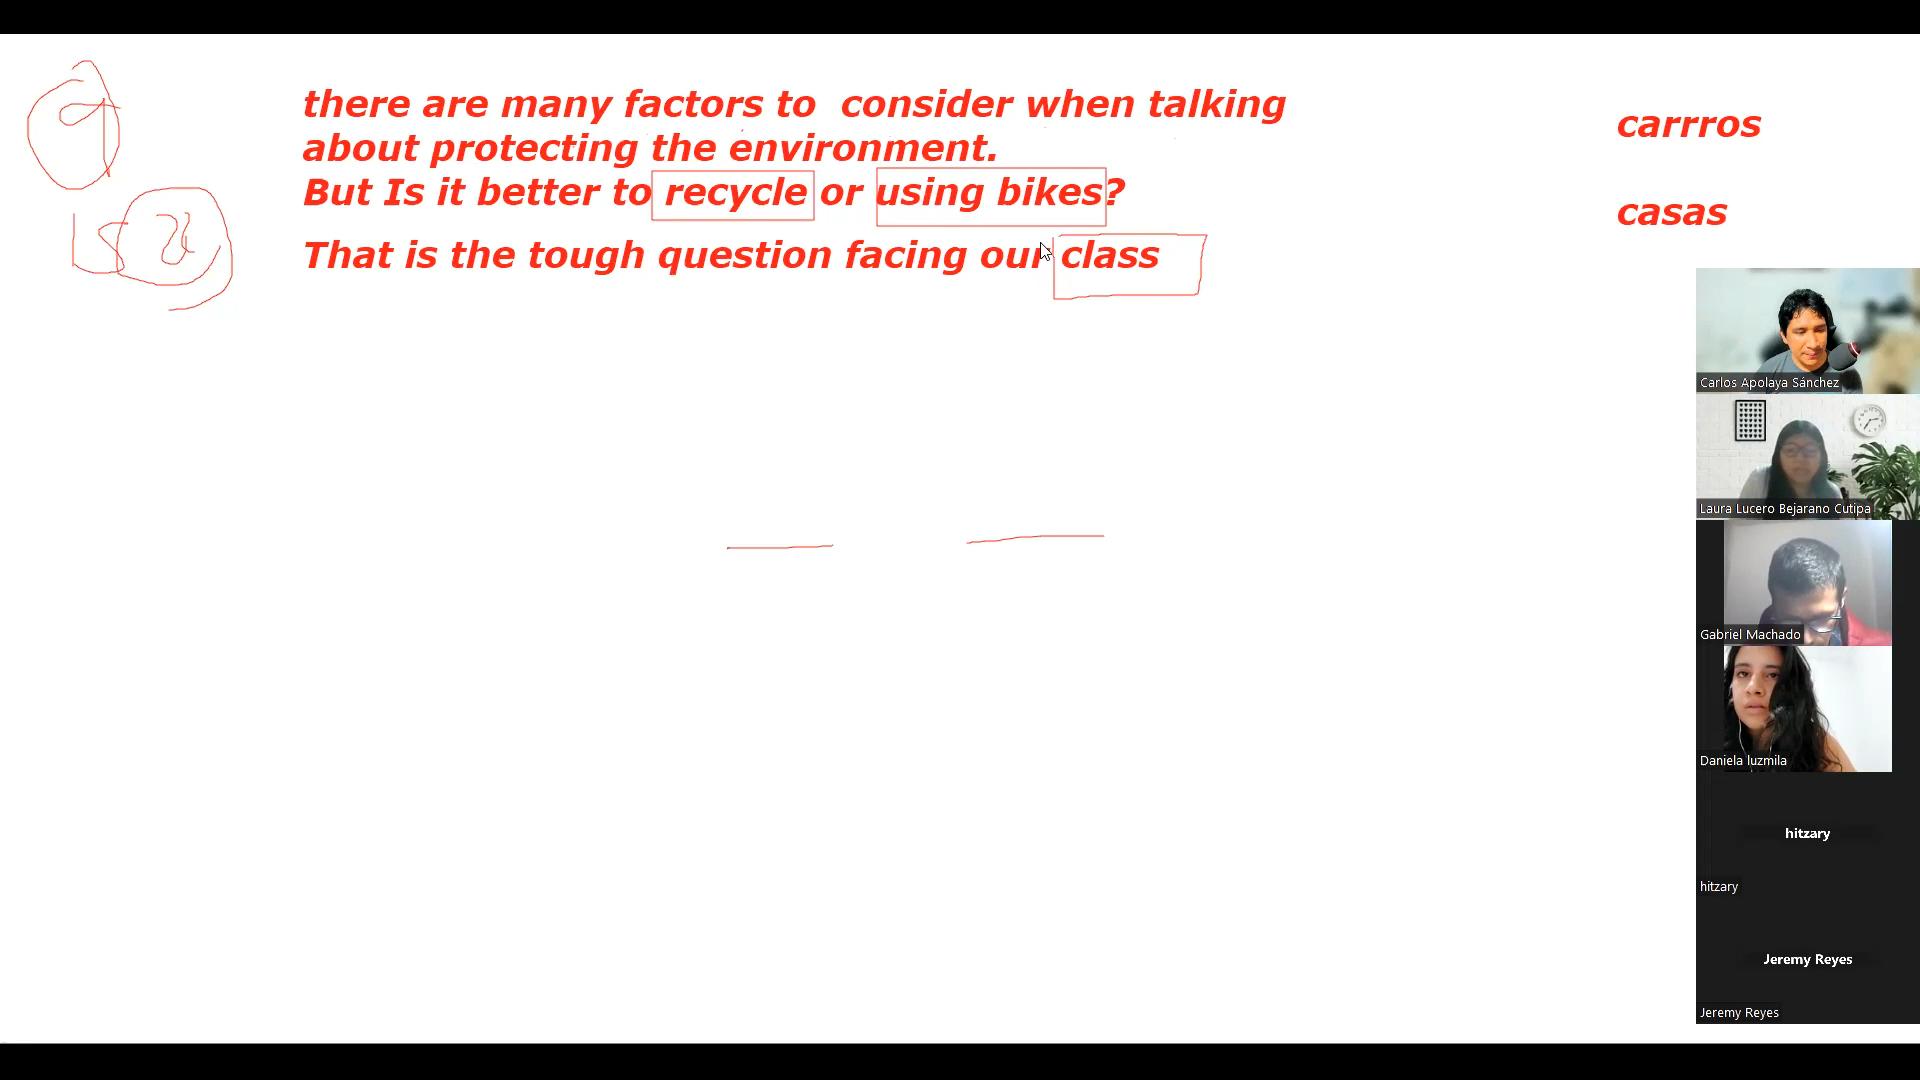 there are many factors to consider when talking
about protecting the environment.
But Is it better to recycle or using bikes?
That is the tough question facing our class
carrros
casas
Carlos Apolaya Sánchez
Laura Lucero Bejarano Cutipa
Gabriel Machado
Daniela luzmila
hitzary
hitzary
Jeremy Reyes
Jeremy Reyes